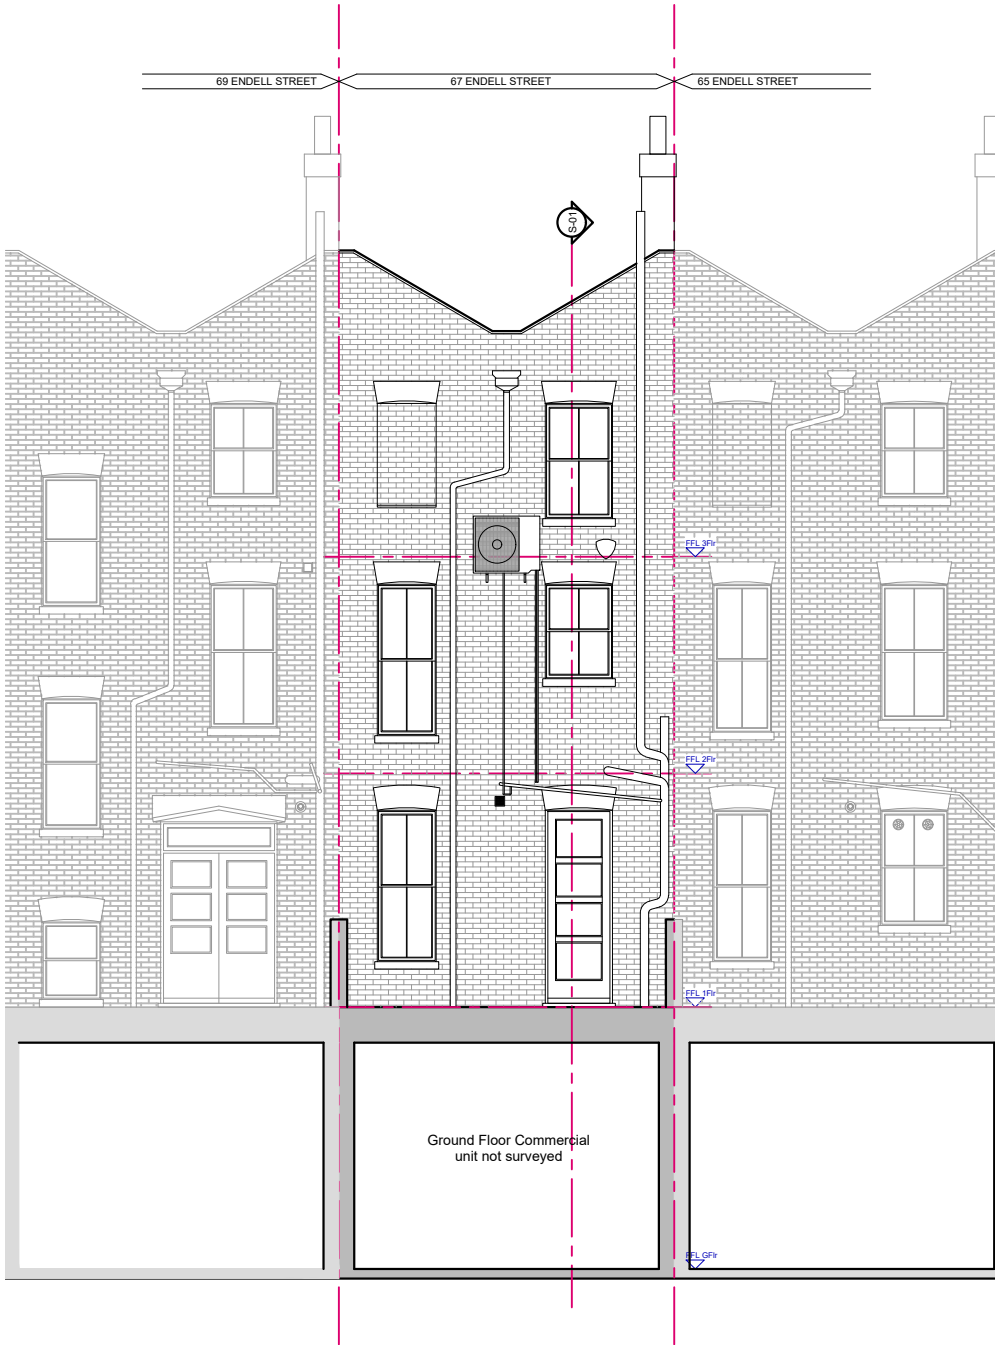 69 ENDELL STREET
67 ENDELL STREET
65 ENDELL STREET
S-01
FFL 3Flr
FFL 2Flr
FFL 1Flr
Ground Floor Commercial
unit not surveyed
FFL GFlr